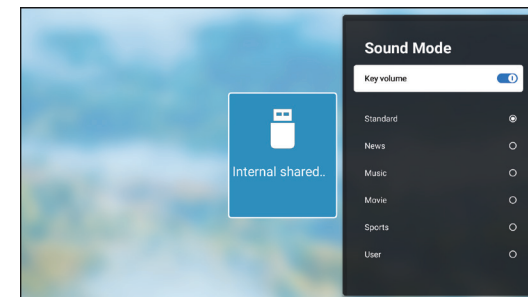 Sound Mode
Key volume
Standard
News
Music
Movie
Sports
User
Internal shared..